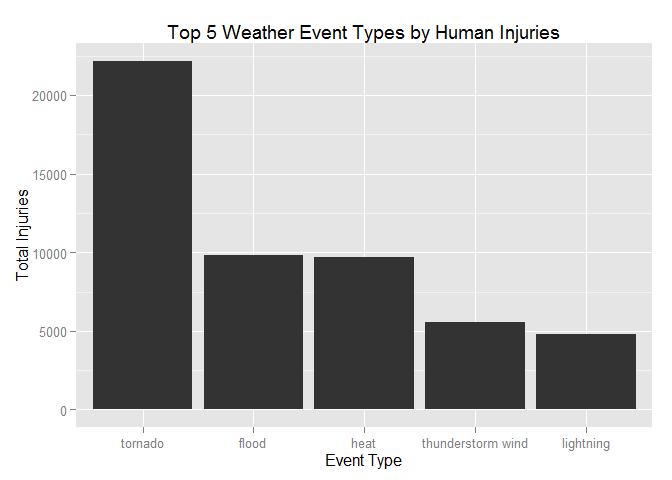 Top 5 Weather Event Types by Human Injuries
Total Injuries
20000
15000
10000
5000
0
tornado flood heat thunderstorm wind lightning
Event Type